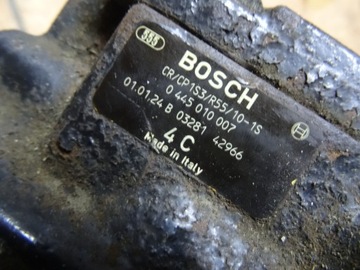 555
BOSCH
CR/CP1S3/R55/10-1S
0 445 010 007
01.01.24 B 03281 42966
4 C
Made in Italy